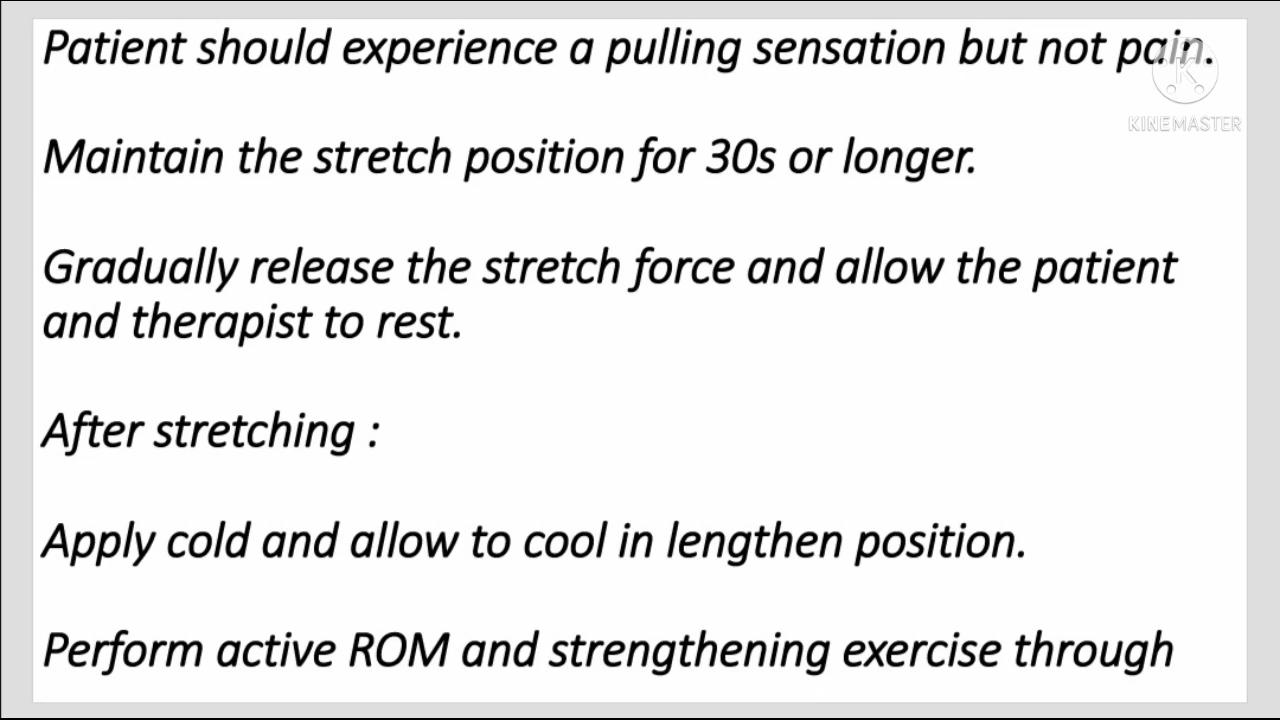 Patient should experience a pulling sensation but not pain.
K
KINEMASTER
Maintain the stretch position for 30s or longer.
Gradually release the stretch force and allow the patient
and therapist to rest.
After stretching :
Apply cold and allow to cool in lengthen position.
Perform active ROM and strengthening exercise through